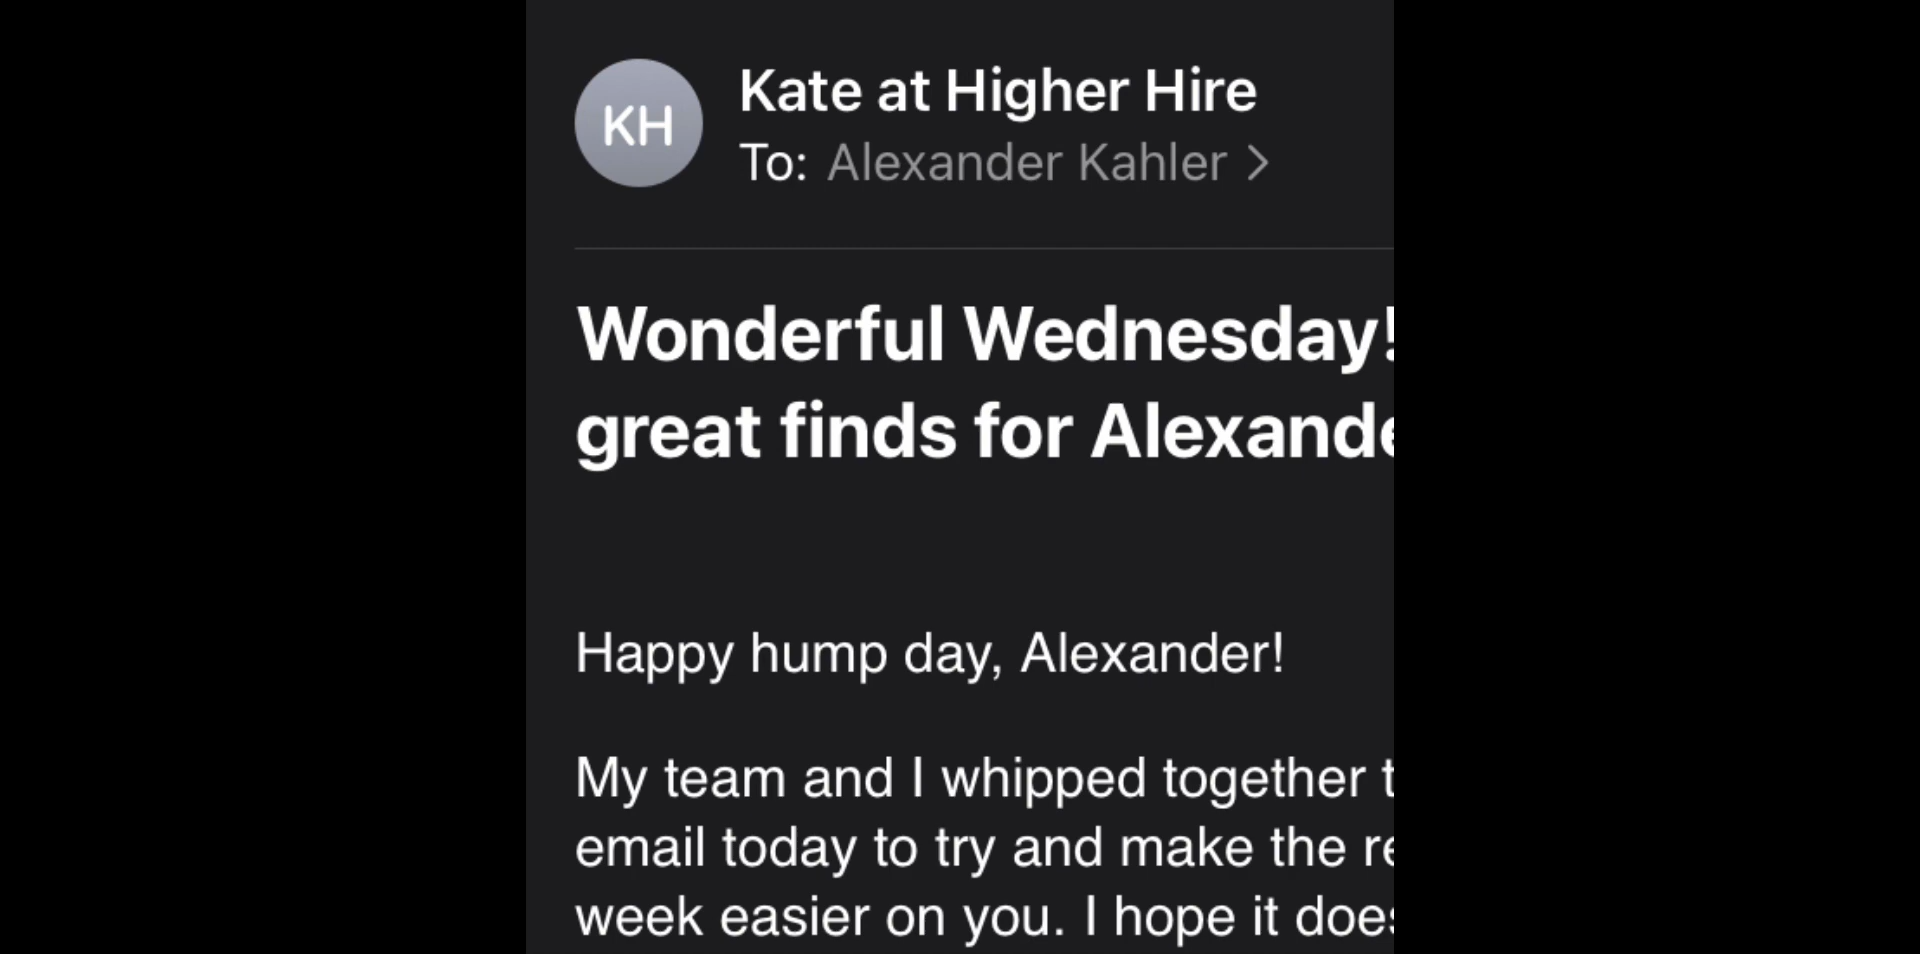 KH
Kate at Higher Hire
To: Alexander Kahler >
Wonderful Wednesday!
great finds for
Happy hump day, Alexander!
My team and I whipped together
email today to try and make the
week easier on you. I hope it